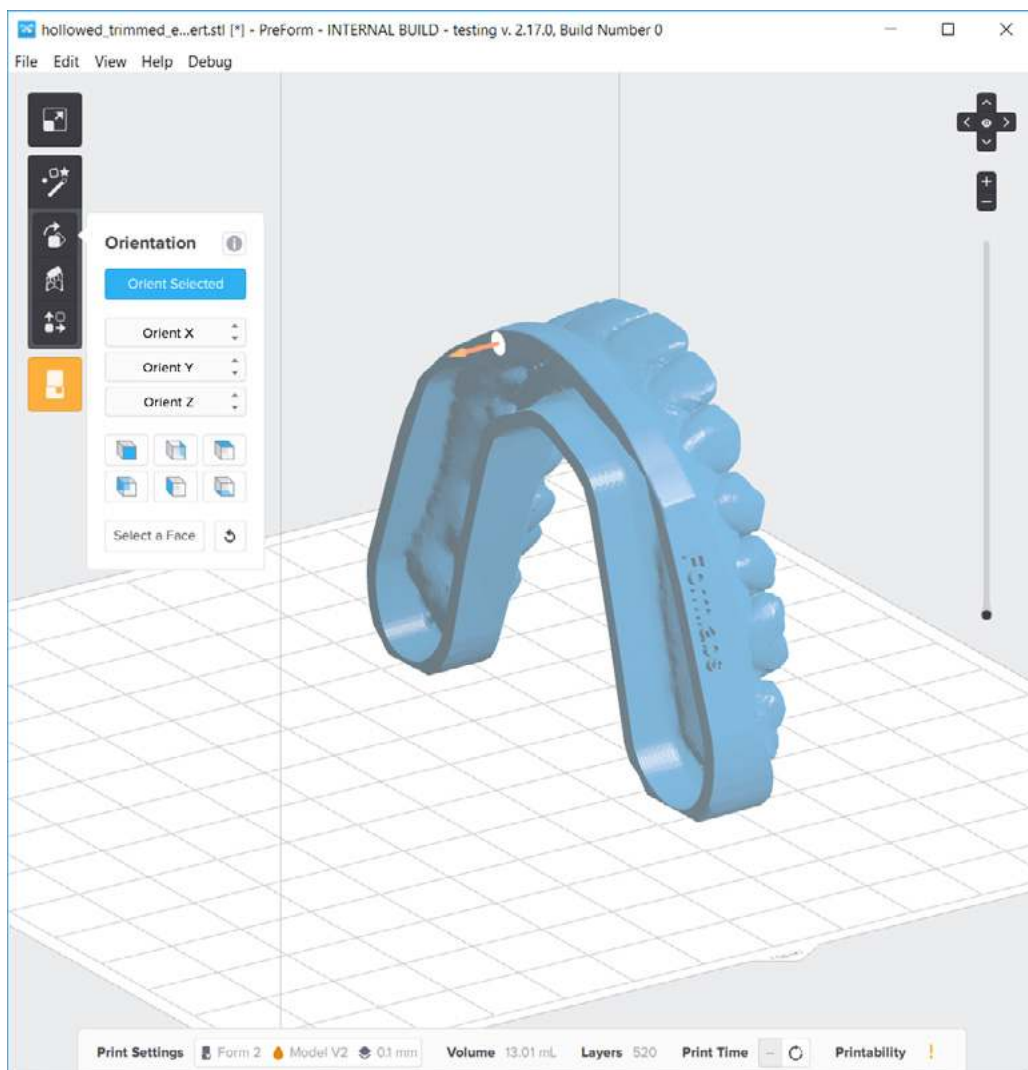 hollowed_trimmed_e...ert.stl [*] - PreForm - INTERNAL BUILD - testing v. 2.17.0, Build Number 0
File Edit View Help Debug
Orientation
Orient Selected
Orient X
Orient Y
Orient Z
Select a Face
Print Settings Form 2 Model V2 0.1 mm Volume 13.01 mL Layers 520 Print Time -- Printability !